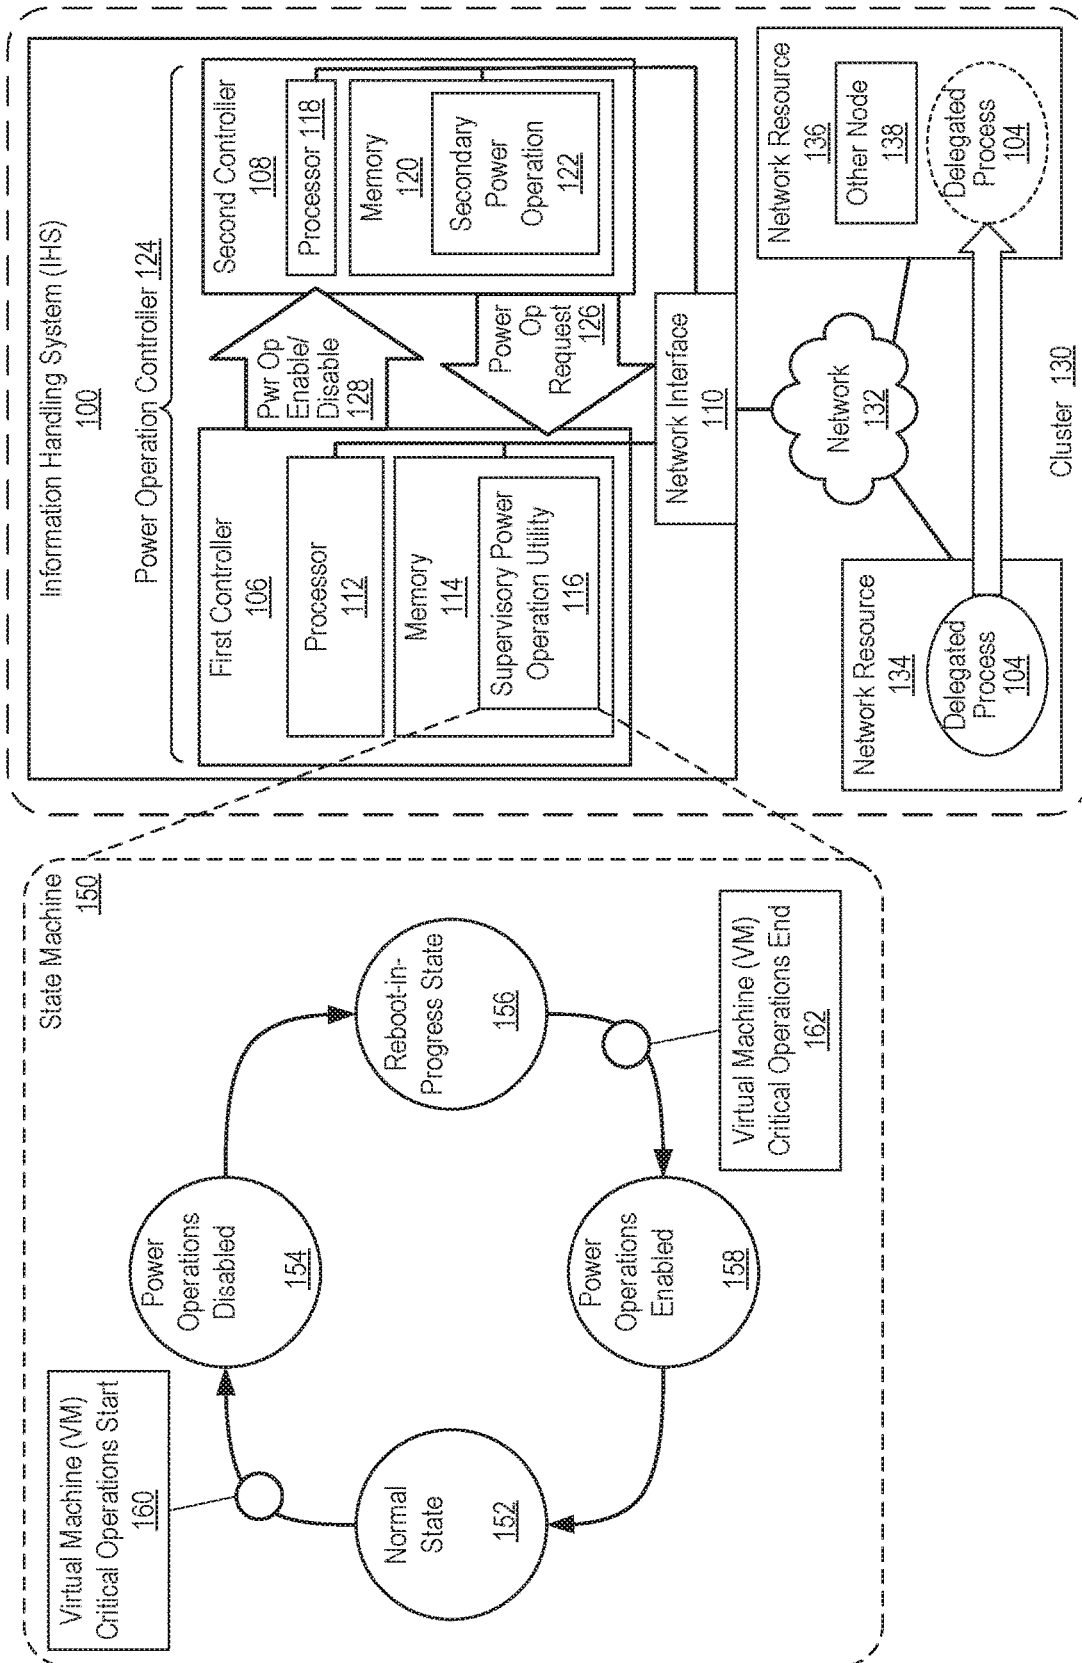 State Machine
150
Virtual Machine (VM)
Critical Operations Start
160
Power
Operations
Disabled
154
Normal
State
152
Reboot-in-
Progress State
156
Power
Operations
Enabled
158
Virtual Machine (VM)
Critical Operations End
162
Information Handling System (IHS)
100
Power Operation Controller 124
First Controller
106
Processor
112
Memory
114
Supervisory Power
Operation Utility
116
Pwr Op
Enable/
Disable
128
Power
Op
Request
126
Second Controller
108
Processor 118
Memory
120
Secondary
Power
Operation
122
Network Interface
110
Network
132
Network Resource
134
Delegated
Process
104
Network Resource
136
Other Node
138
Delegated
Process
104
Cluster 130